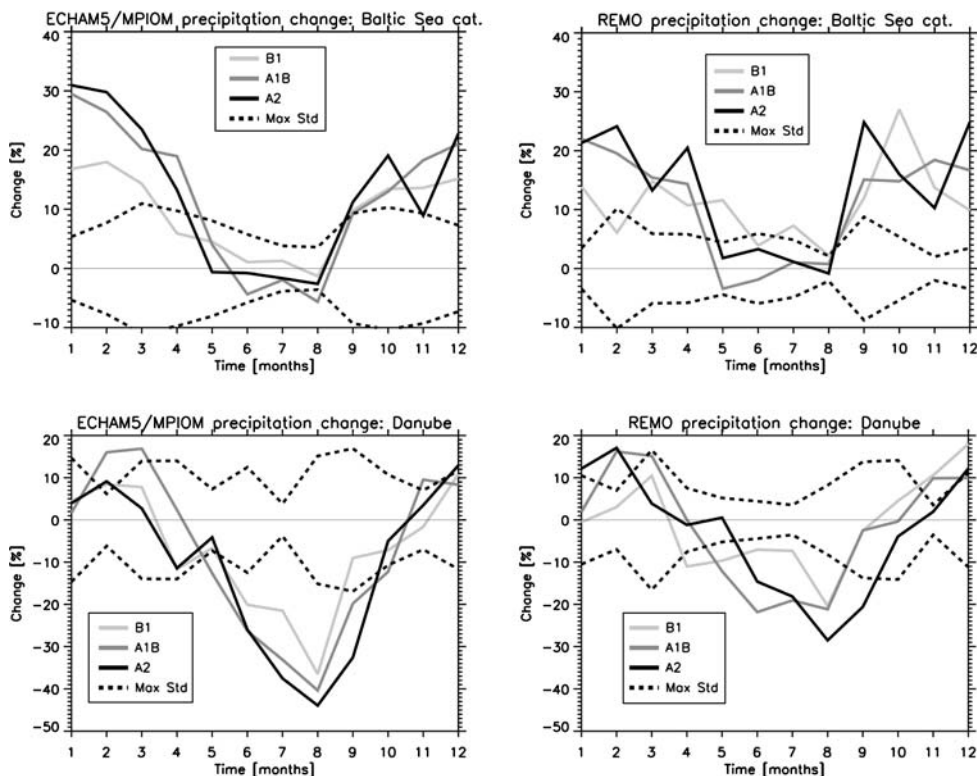 ECHAM5/MPIOM precipitation change: Baltic Sea cat.
40
30
20
10
0
-10
Change [%]
B1
A1B
A2
Max Std
1 2 3 4 5 6 7 8 9 10 11 12
Time [months]
REMO precipitation change: Baltic Sea cat.
40
30
20
10
0
-10
Change [%]
B1
A1B
A2
Max Std
1 2 3 4 5 6 7 8 9 10 11 12
Time [months]
ECHAM5/MPIOM precipitation change: Danube
20
10
0
-10
-20
-30
-40
-50
Change [%]
B1
A1B
A2
Max Std
1 2 3 4 5 6 7 8 9 10 11 12
Time [months]
REMO precipitation change: Danube
20
10
0
-10
-20
-30
-40
-50
Change [%]
B1
A1B
A2
Max Std
1 2 3 4 5 6 7 8 9 10 11 12
Time [months]